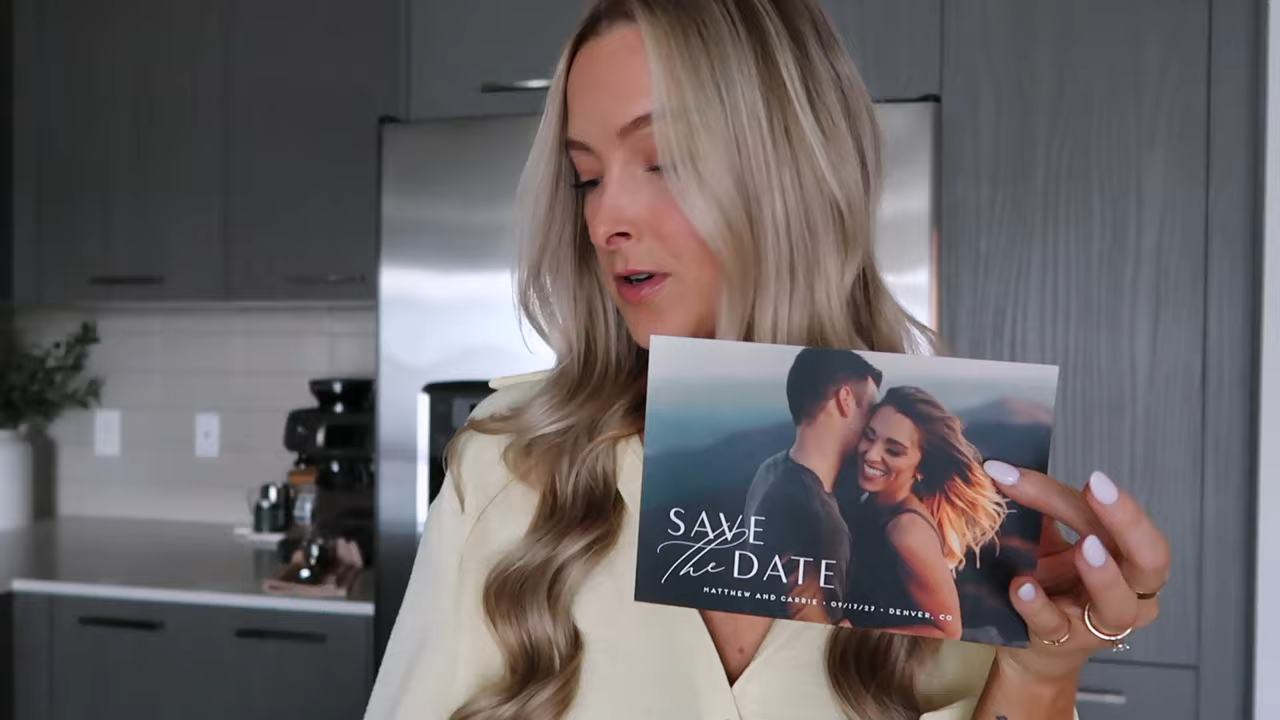 SAVE
the DATE
MATTHEW AND CARRIE • 09/17/27 • DENVER, CO